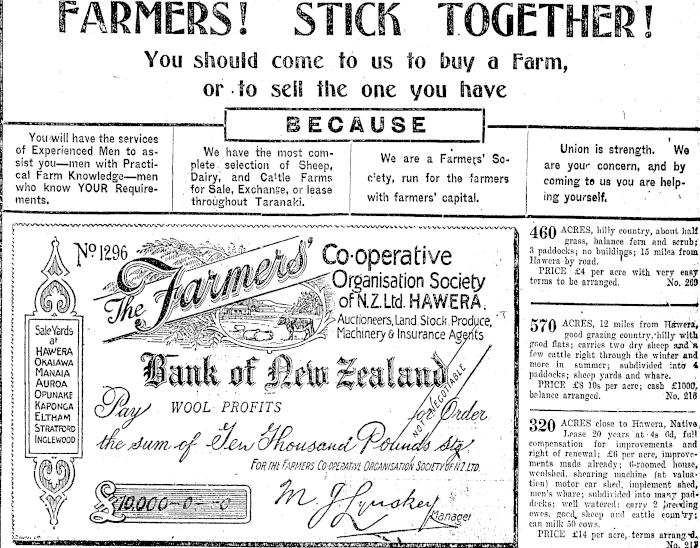 FARMERS! STICK TOGETHER!
You should come to us to buy a Farm,
or to sell the one you have
BECAUSE
You will have the services
of Experienced Men to as-
sist you—men with Practi-
cal Farm Knowledge—men
who know YOUR Require-
ments.
We have the most com-
plete selection of Sheep,
Dairy, and Cattle Farms
for Sale, Exchange, or lease
throughout Taranaki.
We are a Farmers' So-
ciety, run for the farmers
with farmers' capital.
Union is strength. We
are your concern, and by
coming to us you are help-
ing yourself.
No 1296
The Farmers'
Co-operative
Organisation Society
of N.Z. Ltd. HAWERA.
Auctioneers, Land Stock, Produce,
Machinery & Insurance Agents
Sale Yards
at
HAWERA
OKAIAWA
MANAIA
AUROA
OPUNAKE
KAPONGA
ELTHAM
STRATFORD
INGLEWOOD
Bank of New Zealand
NOT NEGOTIABLE
Pay WOOL PROFITS or Order
the sum of Ten Thousand Pounds stg
FOR THE FARMERS CO-OPERATIVE ORGANISATION SOCIETY OF N.Z. LTD.
10,000-0-0
M. J. Lynskey
Manager
460 ACRES, hilly country, about half
grass, balance fern and scrub;
3 paddocks; no buildings; 15 miles from
Hawera by road.
PRICE £4 per acre with very easy
terms to be arranged. No. 269
570 ACRES, 12 miles from Hawera,
good grazing country, hilly with
good flats; carries two dry sheep and a
few cattle right through the winter and
more in summer; subdivided into 4
paddocks; sheep yards and whare.
PRICE £8 10s per acre; cash £1000,
balance arranged. No. 216
320 ACRES close to Hawera, Native
Lease 20 years at 4s 6d, full
compensation for improvements and
right of renewal; £6 per acre, improve-
ments made already; 6-roomed house,
woolshed, shearing machine (at valua-
tion) motor car shed, implement shed,
men's whare; subdivided into many pad-
docks; well watered; carry 2 breeding
ewes, good sheep and cattle country;
can milk 50 cows.
PRICE £14 per acre, terms arranged.